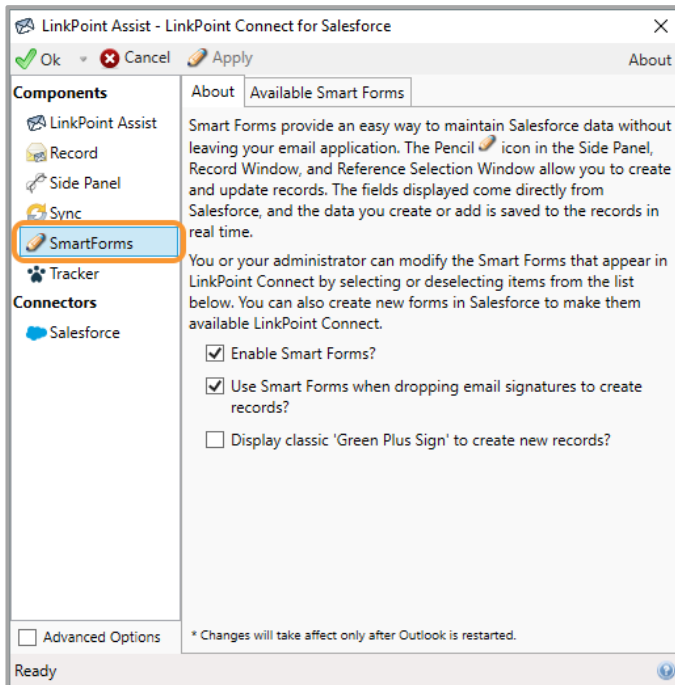 LinkPoint Assist - LinkPoint Connect for Salesforce
Ok Cancel Apply About
Components
LinkPoint Assist
Record
Side Panel
Sync
SmartForms
Tracker
Connectors
Salesforce
Advanced Options
About Available Smart Forms
Smart Forms provide an easy way to maintain Salesforce data without
leaving your email application. The Pencil icon in the Side Panel,
Record Window, and Reference Selection Window allow you to create
and update records. The fields displayed come directly from
Salesforce, and the data you create or add is saved to the records in
real time.
You or your administrator can modify the Smart Forms that appear in
LinkPoint Connect by selecting or deselecting items from the list
below. You can also create new forms in Salesforce to make them
available LinkPoint Connect.
Enable Smart Forms?
Use Smart Forms when dropping email signatures to create
records?
Display classic 'Green Plus Sign' to create new records?
* Changes will take affect only after Outlook is restarted.
Ready